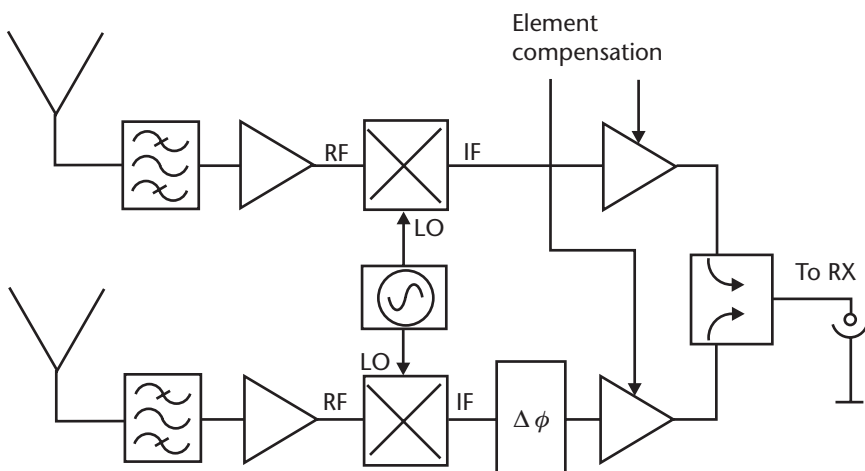 Element
compensation
RF
IF
LO
To RX
LO
RF
IF
Δ ϕ